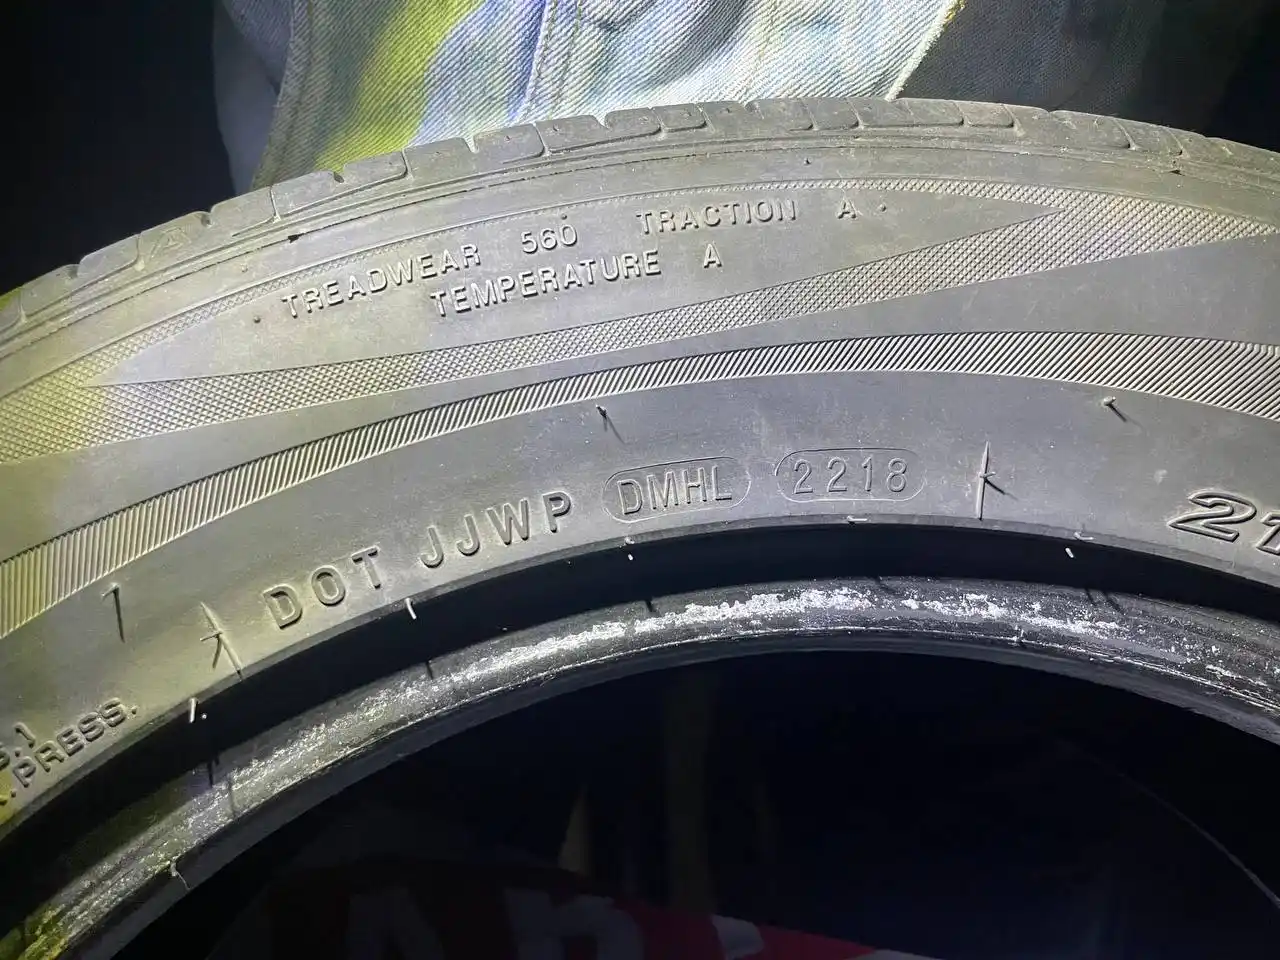 TREADWEAR 560 TRACTION A
TEMPERATURE A
DOT JJWP DMHL 2218
PRESS.